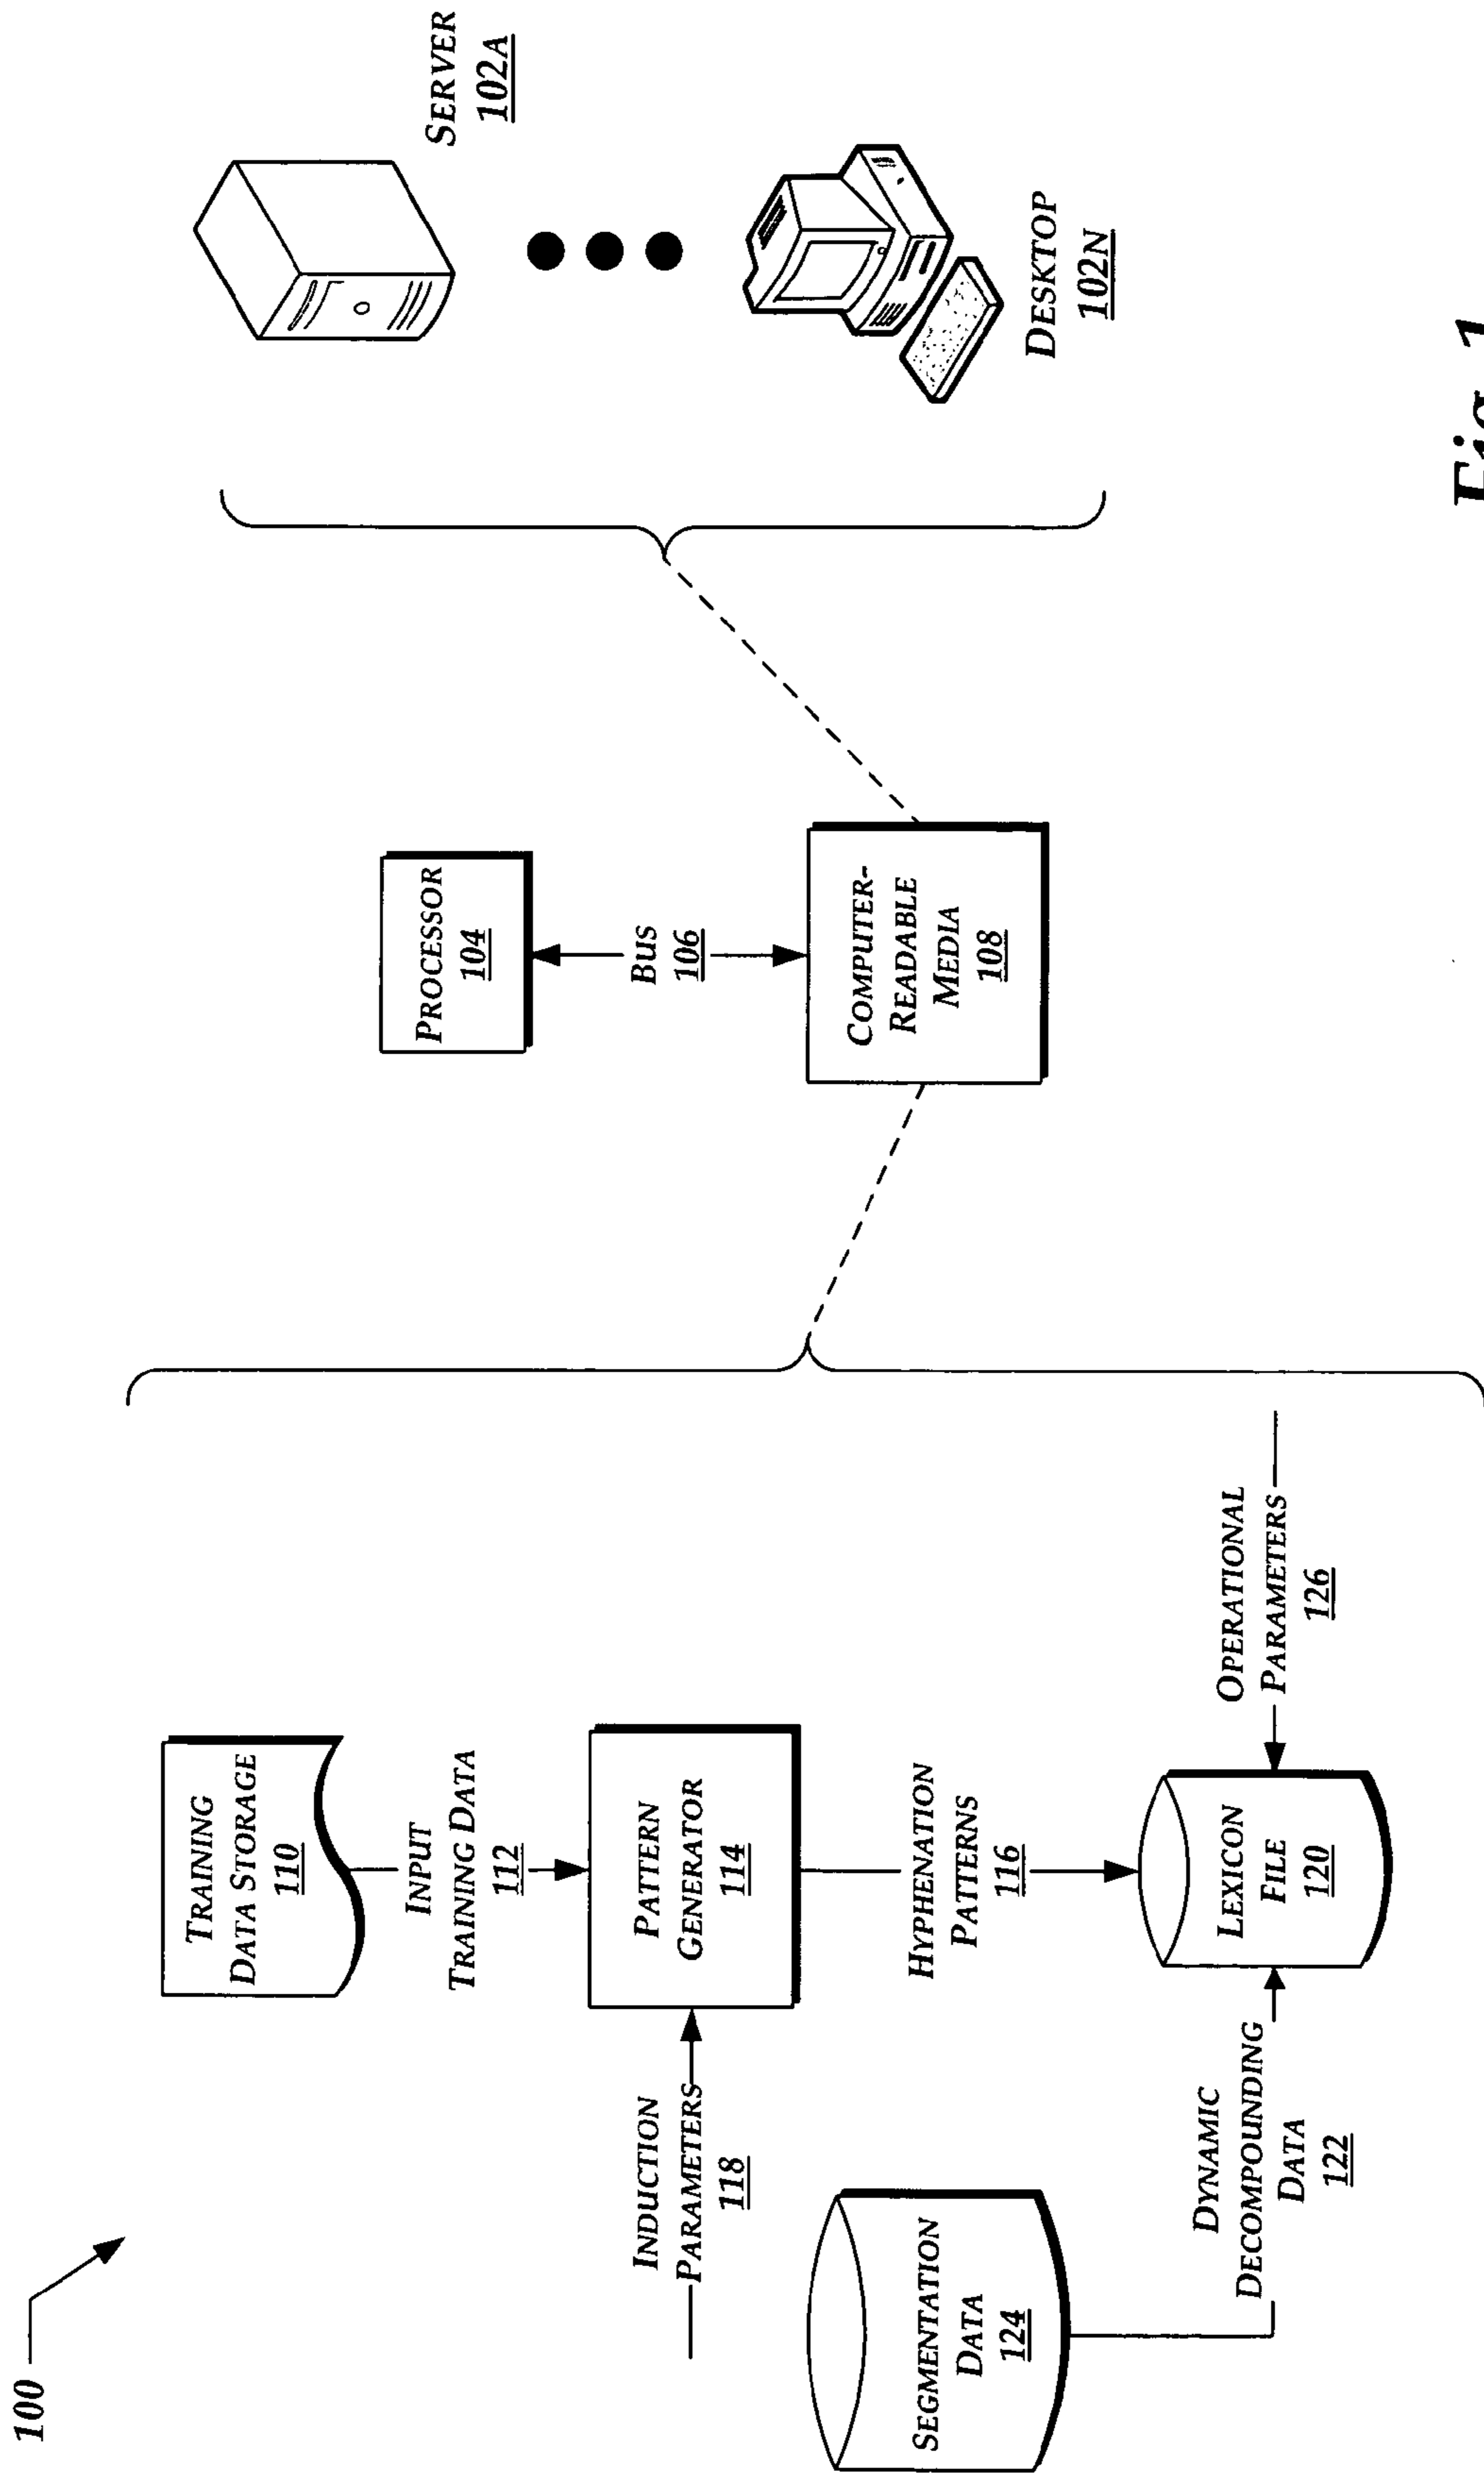 100
TRAINING
DATA STORAGE
110
INPUT
TRAINING DATA
112
INDUCTION
PARAMETERS
118
PATTERN
GENERATOR
114
HYPHENATION
PATTERNS
116
SEGMENTATION
DATA
124
DYNAMIC
DECOMPOUNDING
DATA
122
LEXICON
FILE
120
OPERATIONAL
PARAMETERS
126
PROCESSOR
104
BUS
106
COMPUTER-
READABLE
MEDIA
108
SERVER
102A
DESKTOP
102N
Fig. 1